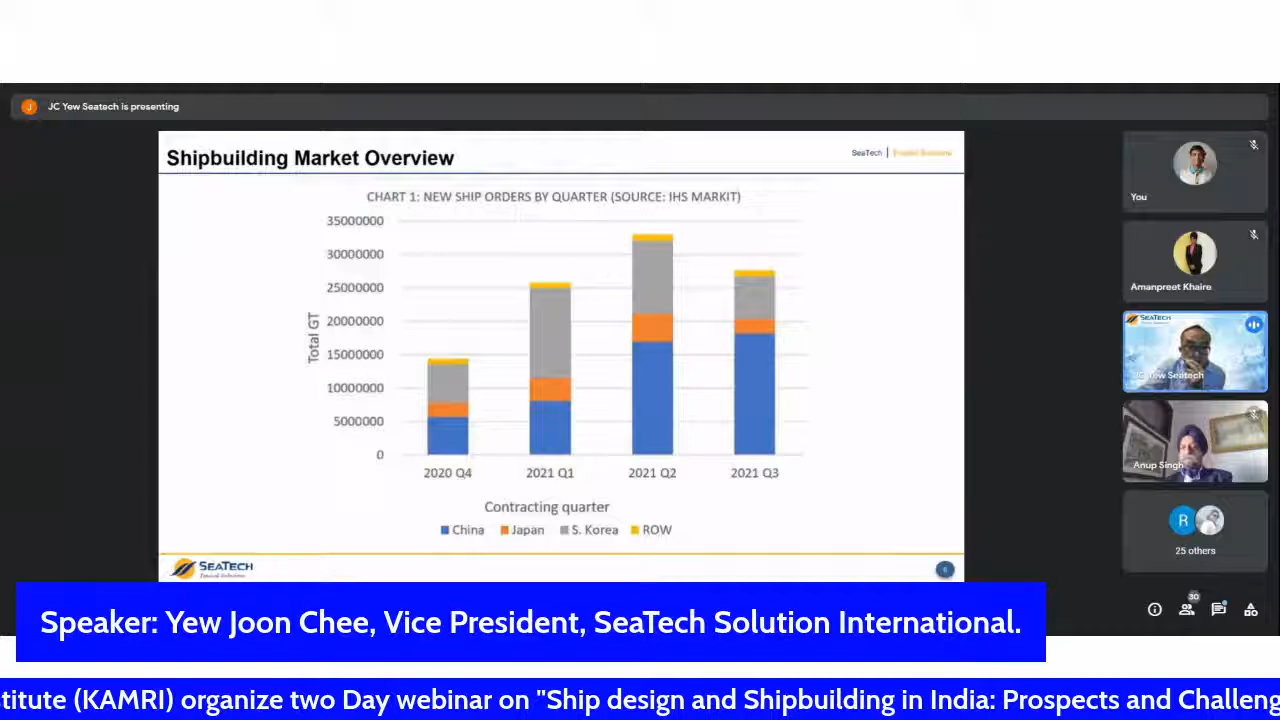 J JC Yew Seatech is presenting
Shipbuilding Market Overview
SeaTech |
CHART 1: NEW SHIP ORDERS BY QUARTER (SOURCE: IHS MARKIT)
35000000
30000000
25000000
20000000
15000000
10000000
5000000
0
Total GT
2020 Q4 2021 Q1 2021 Q2 2021 Q3
Contracting quarter
China Japan S. Korea ROW
SEATECH
6
You
Amanpreet Khaire
SEATECH
JC Yew Seatech
Anup Singh
R
25 others
30
Speaker: Yew Joon Chee, Vice President, SeaTech Solution International.
stitute (KAMRI) organize two Day webinar on "Ship design and Shipbuilding in India: Prospects and Challeng